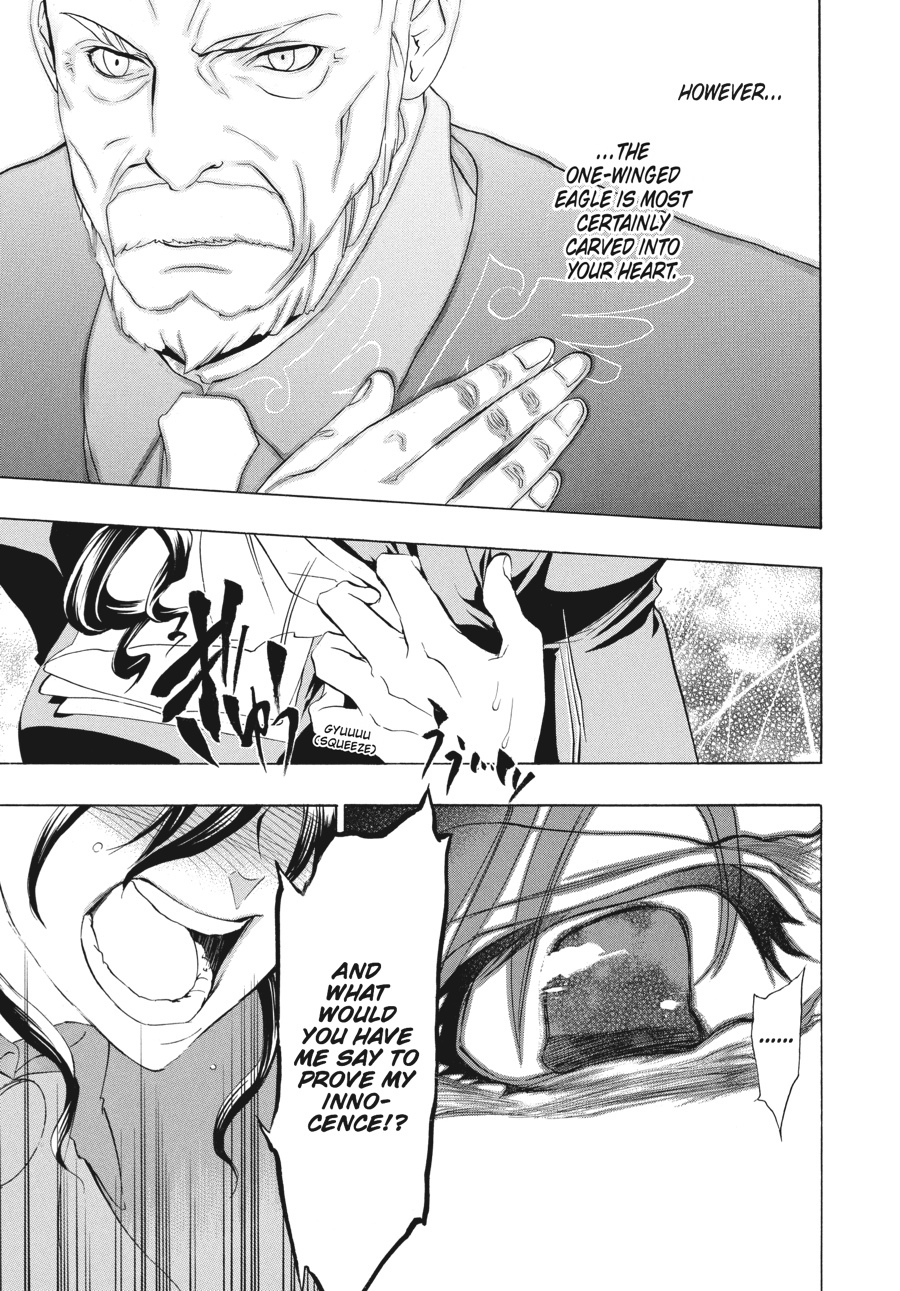 HOWEVER...
...THE
ONE-WINGED
EAGLE IS MOST
CERTAINLY
CARVED INTO
YOUR HEART.
GYUUUU
(SQUEEZE)
......
AND
WHAT
WOULD
YOU HAVE
ME SAY TO
PROVE MY
INNO-
CENCE!?